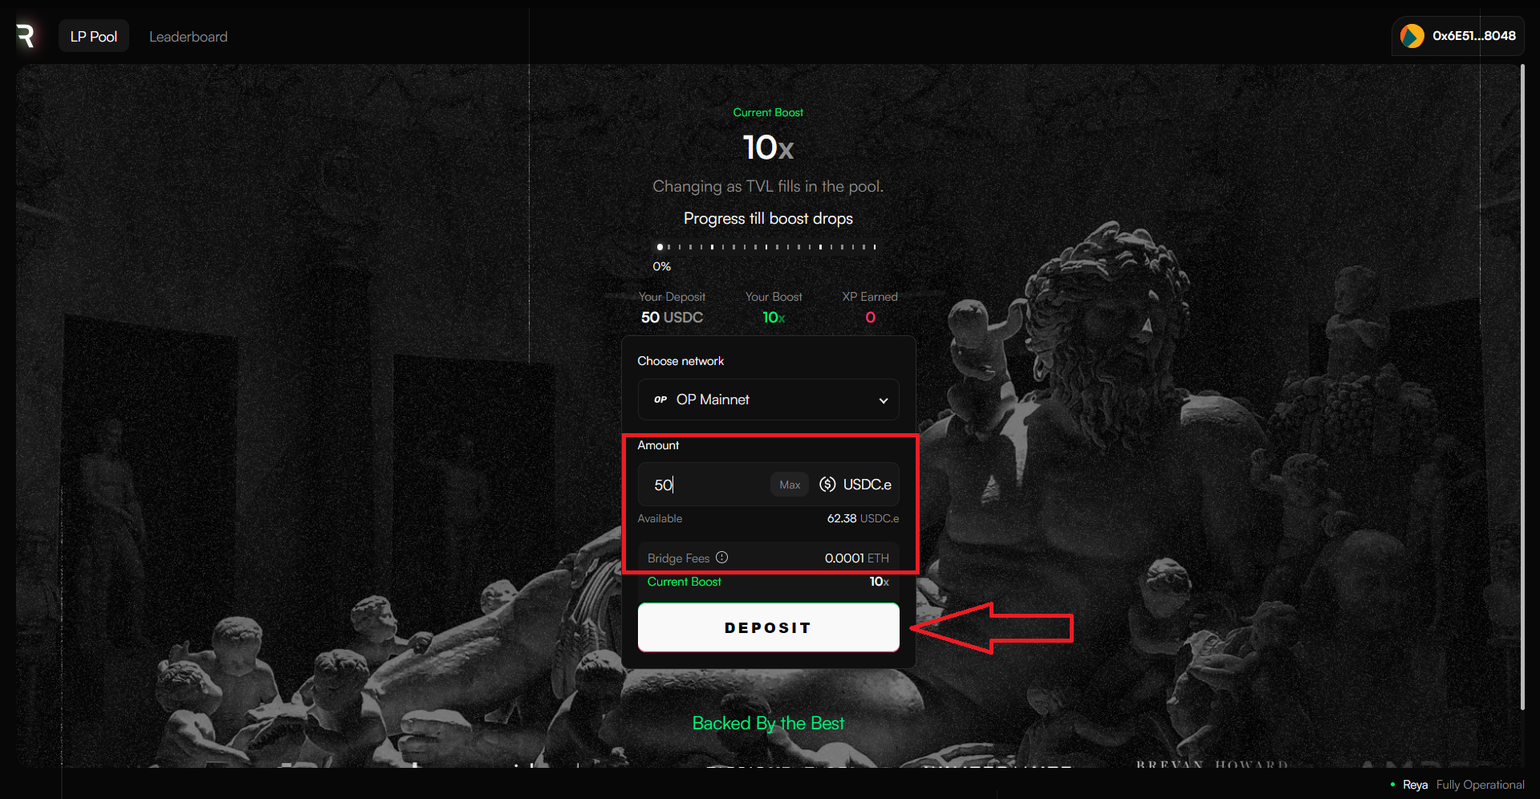 R
LP Pool
Leaderboard
0x6E51...8048
Current Boost
10x
Changing as TVL fills in the pool.
Progress till boost drops
0%
Your Deposit Your Boost XP Earned
50 USDC 10x 0
Choose network
OP OP Mainnet
Amount
50 Max USDC.e
Available 62.38 USDC.e
Bridge Fees 0.0001 ETH
Current Boost 10x
DEPOSIT
Backed By the Best
BREVAN HOWARD
Reya Fully Operational